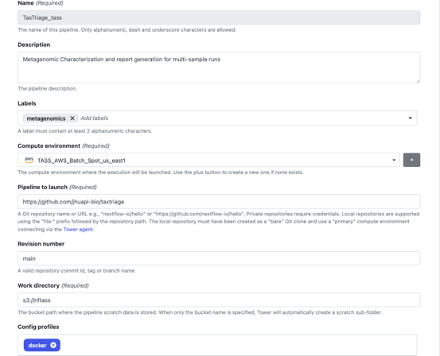 Name (Required)
TaxTriage_tass
The name of this pipeline. Only alphanumeric, dash and underscore characters are allowed.
Description
Metagenomic Characterization and report generation for multi-sample runs
The pipeline description.
Labels
metagenomics X Add labels
A label must contain at least 2 alphanumeric characters.
Compute environment (Required)
aws TASS_AWS_Batch_Spot_us_east1
+
The compute environment where the execution will be launched. Use the plus button to create a new one if none exists.
Pipeline to launch (Required)
https://github.com/jhuapl-bio/taxtriage
A Git repository name or URL e.g., "nextflow-io/hello" or "https://github.com/nextflow-io/hello". Private repositories require credentials. Local repositories are supported
using the "file:" prefix followed by the repository path. The local repository must have been created as a "bare" Git clone and use a "primary" compute environment
connecting via the Tower agent.
Revision number
main
A valid repository commit Id, tag or branch name
Work directory (Required)
s3://nftass
The bucket path where the pipeline scratch data is stored. When only the bucket name is specified, Tower will automatically create a scratch sub-folder.
Config profiles
docker